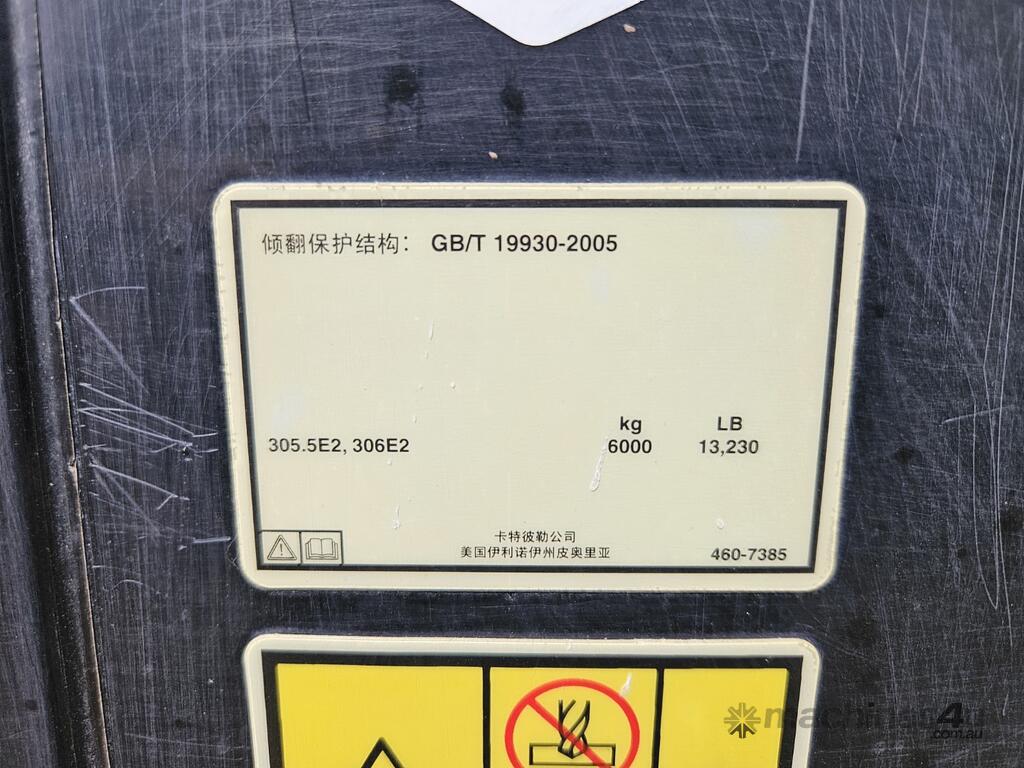 倾翻保护结构: GB/T 19930-2005
kg LB
305.5E2, 306E2 6000 13,230
卡特彼勒公司
美国伊利诺伊州皮奥里亚
460-7385
machines4u
.com.au